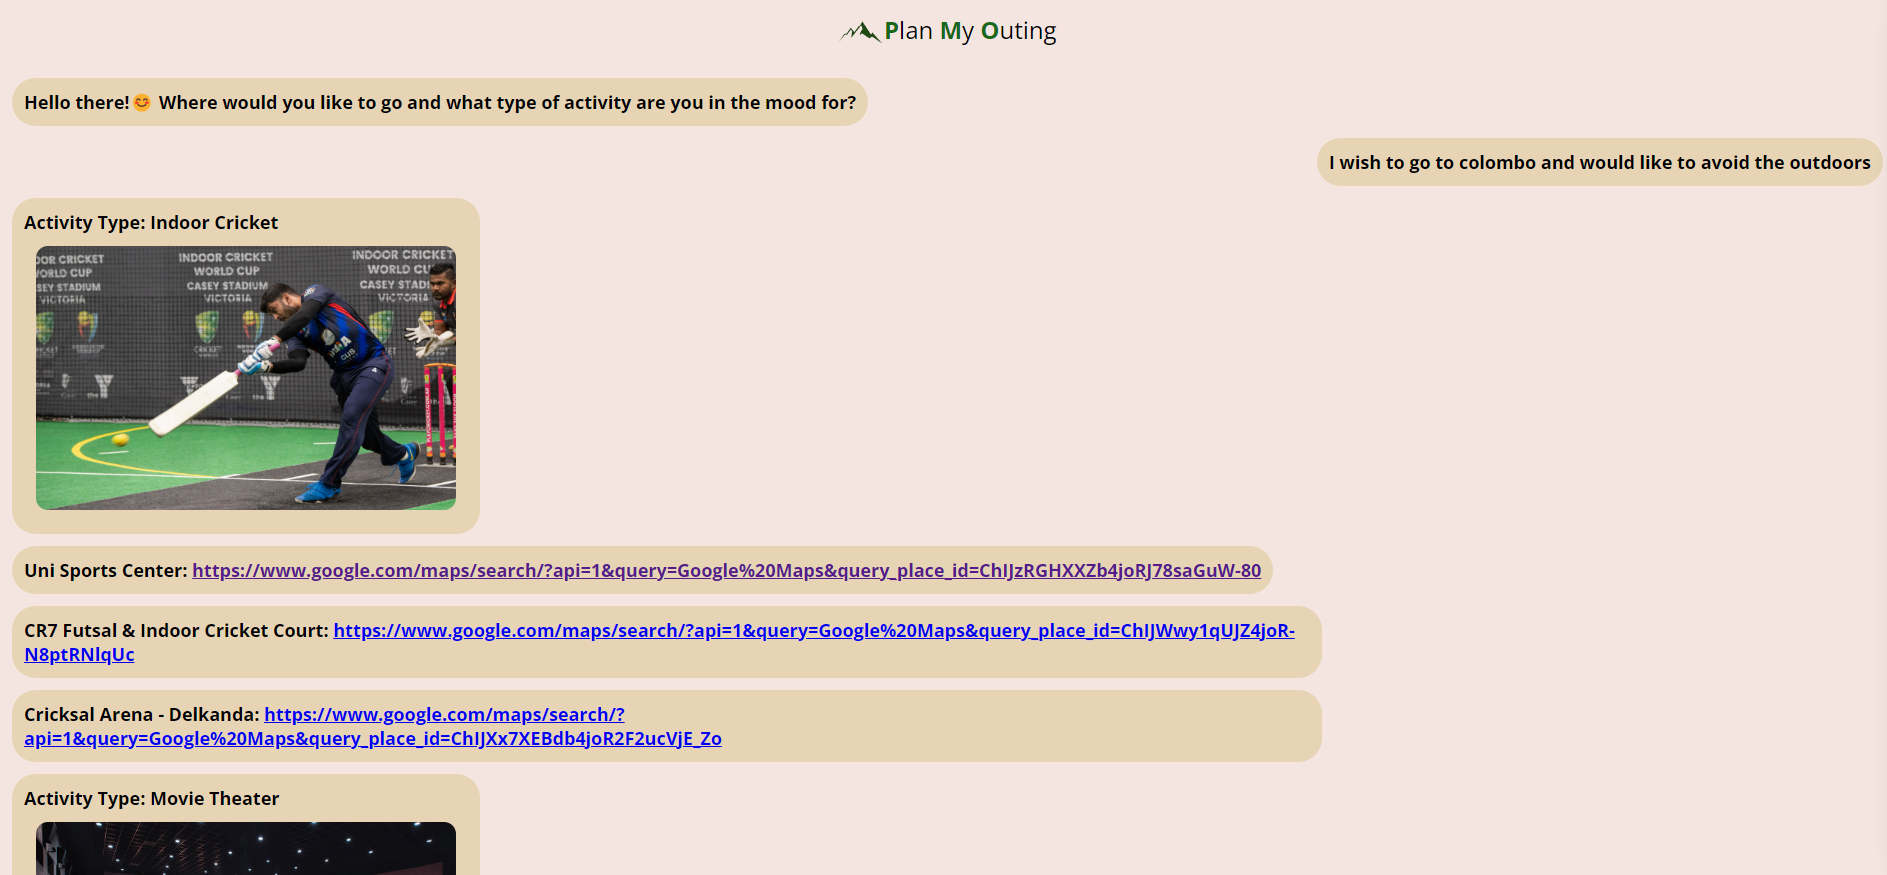 Plan My Outing
Hello there!😊 Where would you like to go and what type of activity are you in the mood for?
I wish to go to colombo and would like to avoid the outdoors
Activity Type: Indoor Cricket
OOR CRICKET INDOOR CRICKET INDOOR CRICKET
WORLD CUP WORLD CUP WORLD CU
SEY STADIUM CASEY STADIUM CASEY STADI
VICTORIA VICTORIA VICTORIA
CRICKET
Uni Sports Center: https://www.google.com/maps/search/?api=1&query=Google%20Maps&query_place_id=ChIJzRGHXXZb4joRJ78saGuW-80
CR7 Futsal & Indoor Cricket Court: https://www.google.com/maps/search/?api=1&query=Google%20Maps&query_place_id=ChIJWwy1qUJZ4joR-
N8ptRNlqUc
Cricksal Arena - Delkanda: https://www.google.com/maps/search/?
api=1&query=Google%20Maps&query_place_id=ChIJXx7XEBdb4joR2F2ucVjE_Zo
Activity Type: Movie Theater